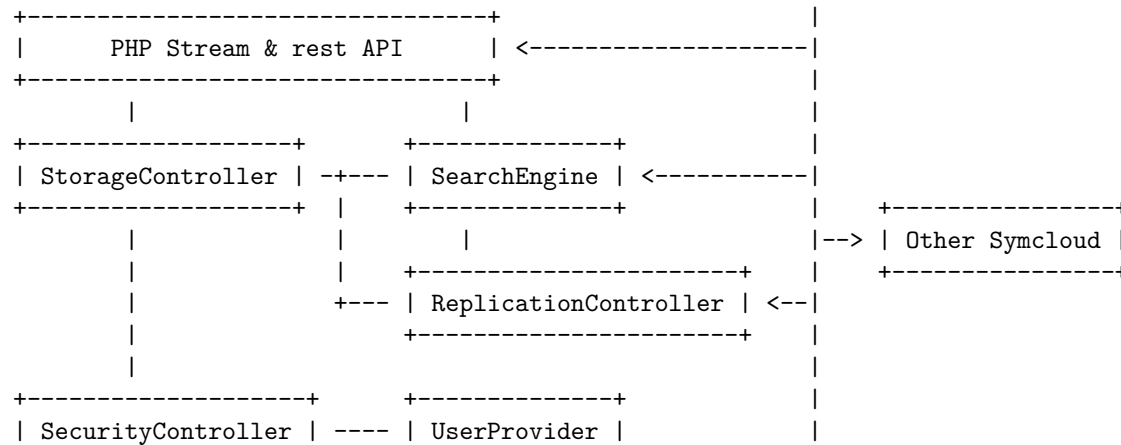 PHP Stream & rest API
StorageController
SearchEngine
Other Symcloud
ReplicationController
SecurityController
UserProvider